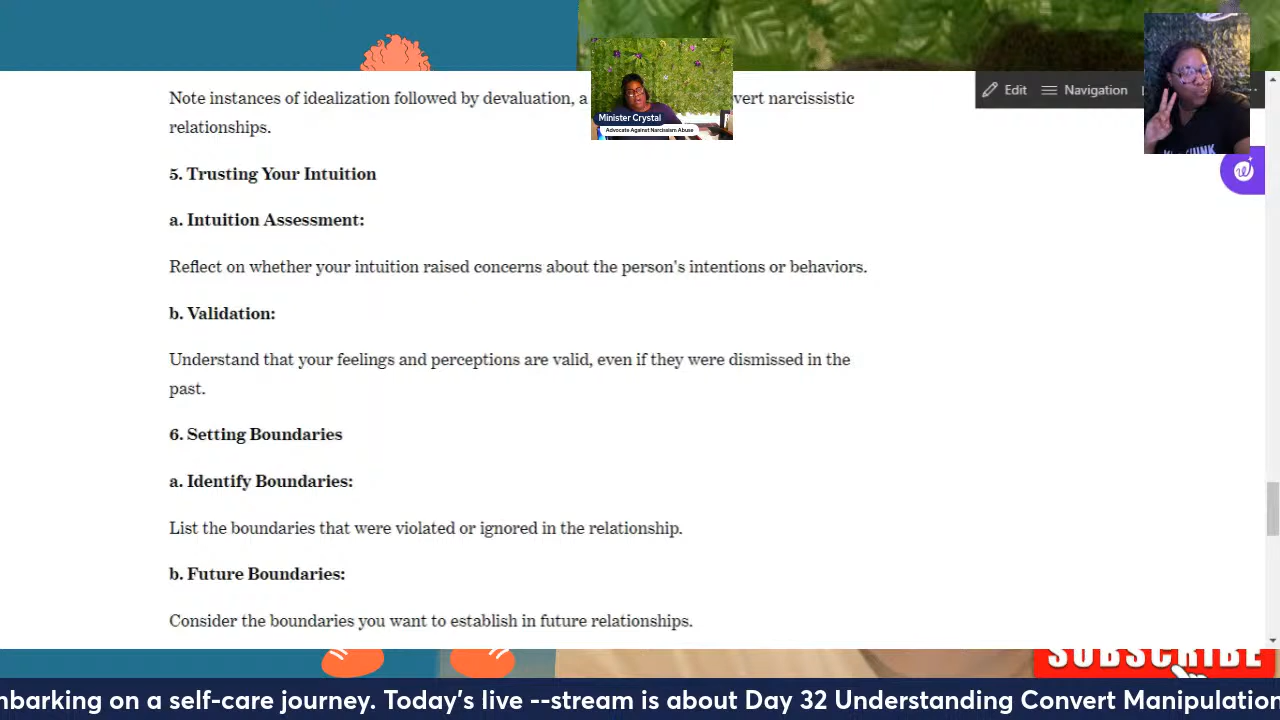 Note instances of idealization followed by devaluation, a vert narcissistic
relationships.
Edit Navigation
Minister Crystal
Advocate Against Narcissism Abuse
5. Trusting Your Intuition
a. Intuition Assessment:
Reflect on whether your intuition raised concerns about the person's intentions or behaviors.
b. Validation:
Understand that your feelings and perceptions are valid, even if they were dismissed in the
past.
6. Setting Boundaries
a. Identify Boundaries:
List the boundaries that were violated or ignored in the relationship.
b. Future Boundaries:
Consider the boundaries you want to establish in future relationships.
SUBSCRIBE
mbarking on a self-care journey. Today's live --stream is about Day 32 Understanding Convert Manipulation